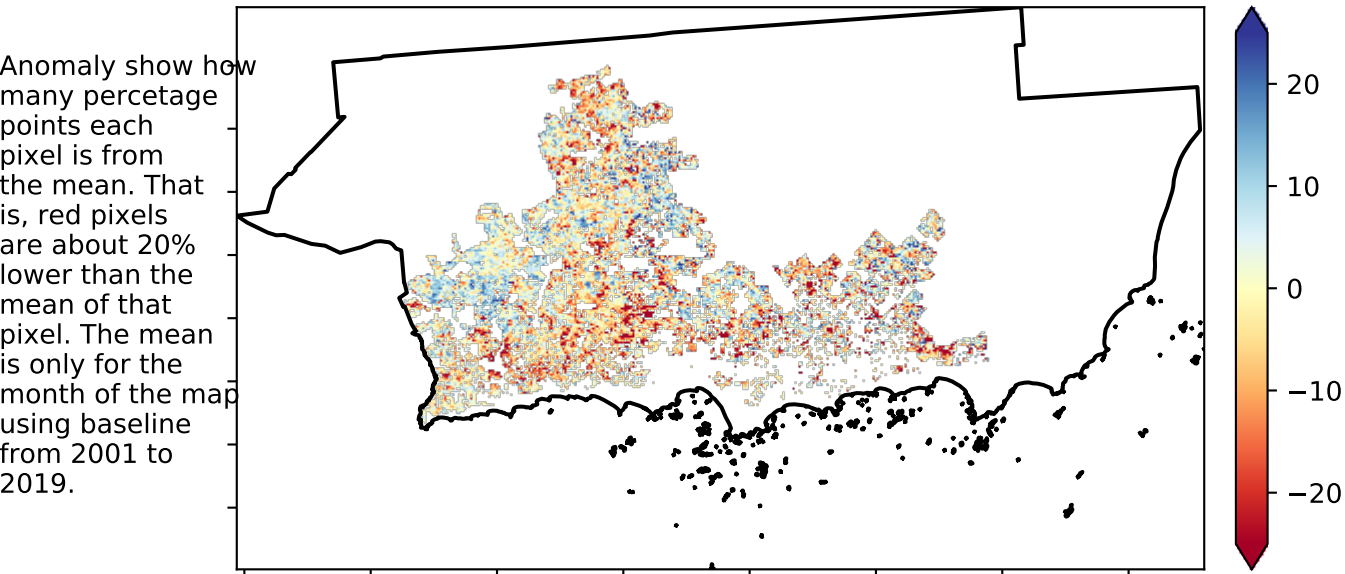 Anomaly show how
many percetage
points each
pixel is from
the mean. That
is, red pixels
are about 20%
lower than the
mean of that
pixel. The mean
is only for the
month of the map
using baseline
from 2001 to
2019.
20
10
0
−10
−20